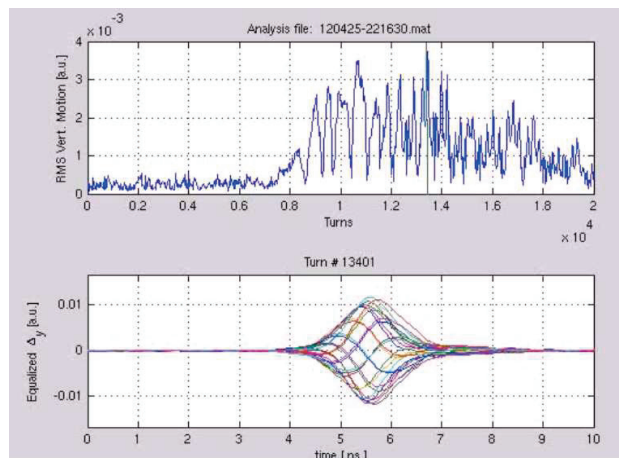 x 10⁻³
Analysis file: 120425-221630.mat
RMS Vert. Motion [a.u.]
4
3
2
1
0
0 0.2 0.4 0.6 0.8 1 1.2 1.4 1.6 1.8 2
Turns
x 10⁴
Turn # 13401
Equalized Δy [a.u.]
0.01
0
-0.01
0 1 2 3 4 5 6 7 8 9 10
time [ ns ]